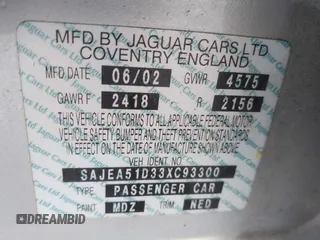 MFD BY JAGUAR CARS LTD
COVENTRY ENGLAND
MFD DATE 06/02 GVWR 4575
GAWR F 2418 R 2156
THIS VEHICLE CONFORMS TO ALL APPLICABLE FEDERAL MOTOR
VEHICLE SAFETY BUMPER AND THEFT PREVENTION STANDARDS
IN EFFECT ON THE DATE OF MFD SHOWN ABOVE
VEH IDENT NO
SAJEA51D33XC93300
TYPE PASSENGER CAR
PAINT MDZ TRIM NED
DREAMBID